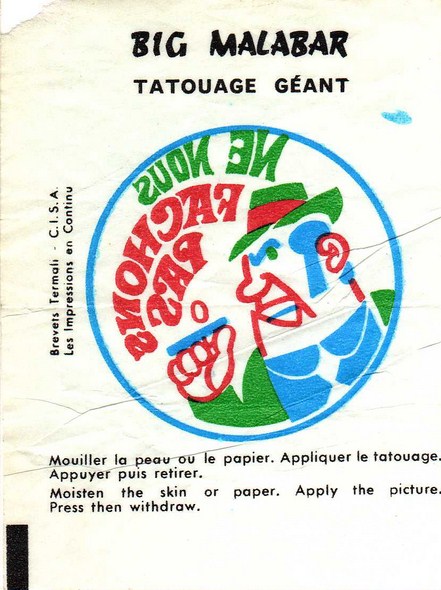 BIG MALABAR
TATOUAGE GÉANT
NE NOUS
FACHONS
PAS
Brevets Termali - C.I.S.A.
Les Impressions en Continu
Mouiller la peau ou le papier. Appliquer le tatouage.
Appuyer puis retirer.
Moisten the skin or paper. Apply the picture.
Press then withdraw.